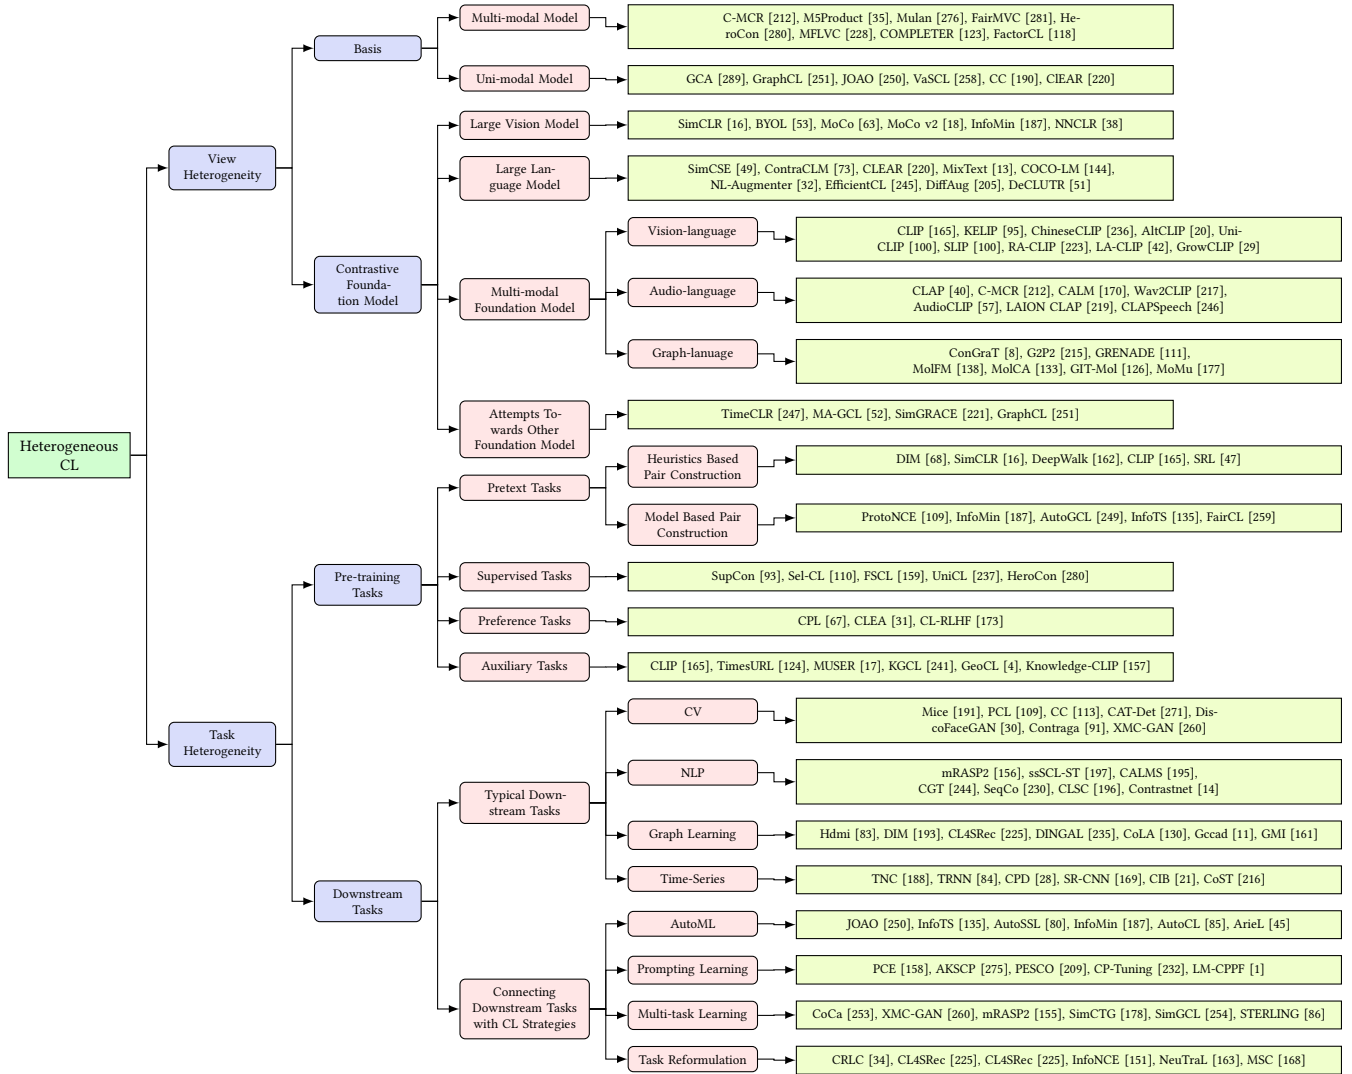 Multi-modal Model
C-MCR [212], M5Product [35], Mulan [276], FairMVC [281], He-
roCon [280], MFLVC [228], COMPLETER [123], FactorCL [118]
Basis
Uni-modal Model
GCA [289], GraphCL [251], JOAO [250], VaSCL [258], CC [190], ClEAR [220]
Large Vision Model
SimCLR [16], BYOL [53], MoCo [63], MoCo v2 [18], InfoMin [187], NNCLR [38]
View
Heterogeneity
Large Lan-
guage Model
SimCSE [49], ContraCLM [73], CLEAR [220], MixText [13], COCO-LM [144],
NL-Augmenter [32], EfficientCL [245], DiffAug [205], DeCLUTR [51]
Vision-language
CLIP [165], KELIP [95], ChineseCLIP [236], AltCLIP [20], Uni-
CLIP [100], SLIP [100], RA-CLIP [223], LA-CLIP [42], GrowCLIP [29]
Contrastive
Founda-
tion Model
Multi-modal
Foundation Model
Audio-language
CLAP [40], C-MCR [212], CALM [170], Wav2CLIP [217],
AudioCLIP [57], LAION CLAP [219], CLAPSpeech [246]
Graph-lanuage
ConGraT [8], G2P2 [215], GRENADE [111],
MolFM [138], MolCA [133], GIT-Mol [126], MoMu [177]
Attempts To-
wards Other
Foundation Model
TimeCLR [247], MA-GCL [52], SimGRACE [221], GraphCL [251]
Heterogeneous
CL
Heuristics Based
Pair Construction
DIM [68], SimCLR [16], DeepWalk [162], CLIP [165], SRL [47]
Pretext Tasks
Model Based Pair
Construction
ProtoNCE [109], InfoMin [187], AutoGCL [249], InfoTS [135], FairCL [259]
Pre-training
Tasks
Supervised Tasks
SupCon [93], Sel-CL [110], FSCL [159], UniCL [237], HeroCon [280]
Preference Tasks
CPL [67], CLEA [31], CL-RLHF [173]
Auxiliary Tasks
CLIP [165], TimesURL [124], MUSER [17], KGCL [241], GeoCL [4], Knowledge-CLIP [157]
CV
Mice [191], PCL [109], CC [113], CAT-Det [271], Dis-
coFaceGAN [30], Contraga [91], XMC-GAN [260]
Task
Heterogeneity
NLP
mRASP2 [156], ssSCL-ST [197], CALMS [195],
CGT [244], SeqCo [230], CLSC [196], Contrastnet [14]
Typical Down-
stream Tasks
Graph Learning
Hdmi [83], DIM [193], CL4SRec [225], DINGAL [235], CoLA [130], Gccad [11], GMI [161]
Time-Series
TNC [188], TRNN [84], CPD [28], SR-CNN [169], CIB [21], CoST [216]
Downstream
Tasks
AutoML
JOAO [250], InfoTS [135], AutoSSL [80], InfoMin [187], AutoCL [85], ArieL [45]
Prompting Learning
PCE [158], AKSCP [275], PESCO [209], CP-Tuning [232], LM-CPPF [1]
Connecting
Downstream Tasks
with CL Strategies
Multi-task Learning
CoCa [253], XMC-GAN [260], mRASP2 [155], SimCTG [178], SimGCL [254], STERLING [86]
Task Reformulation
CRLC [34], CL4SRec [225], CL4SRec [225], InfoNCE [151], NeuTraL [163], MSC [168]